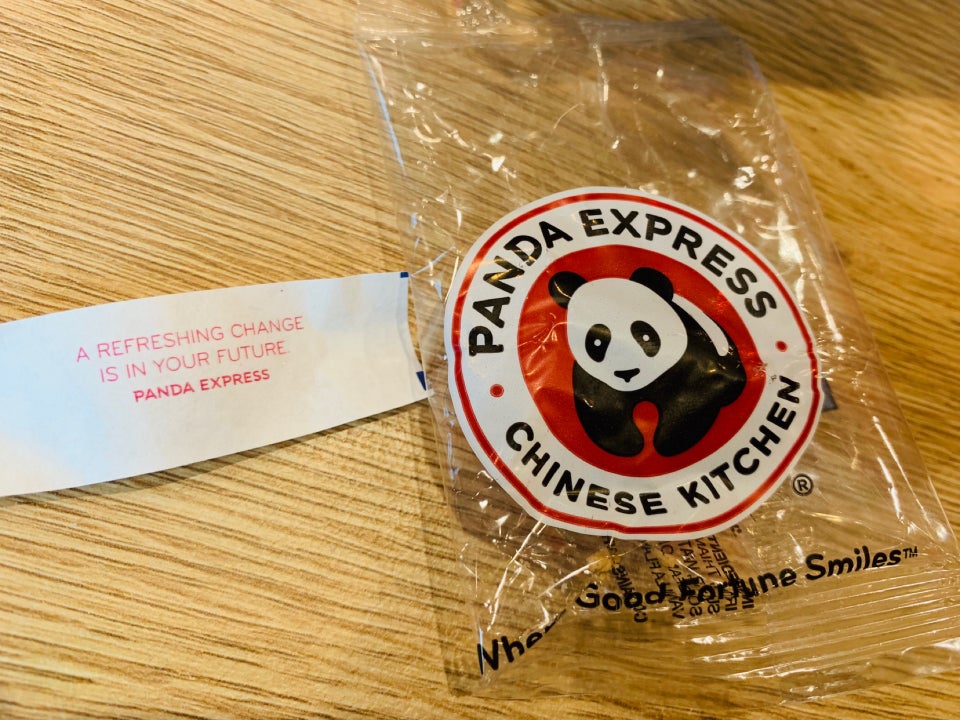 A REFRESHING CHANGE
IS IN YOUR FUTURE.
PANDA EXPRESS
PANDA EXPRESS
CHINESE KITCHEN
®
Good Fortune Smiles™